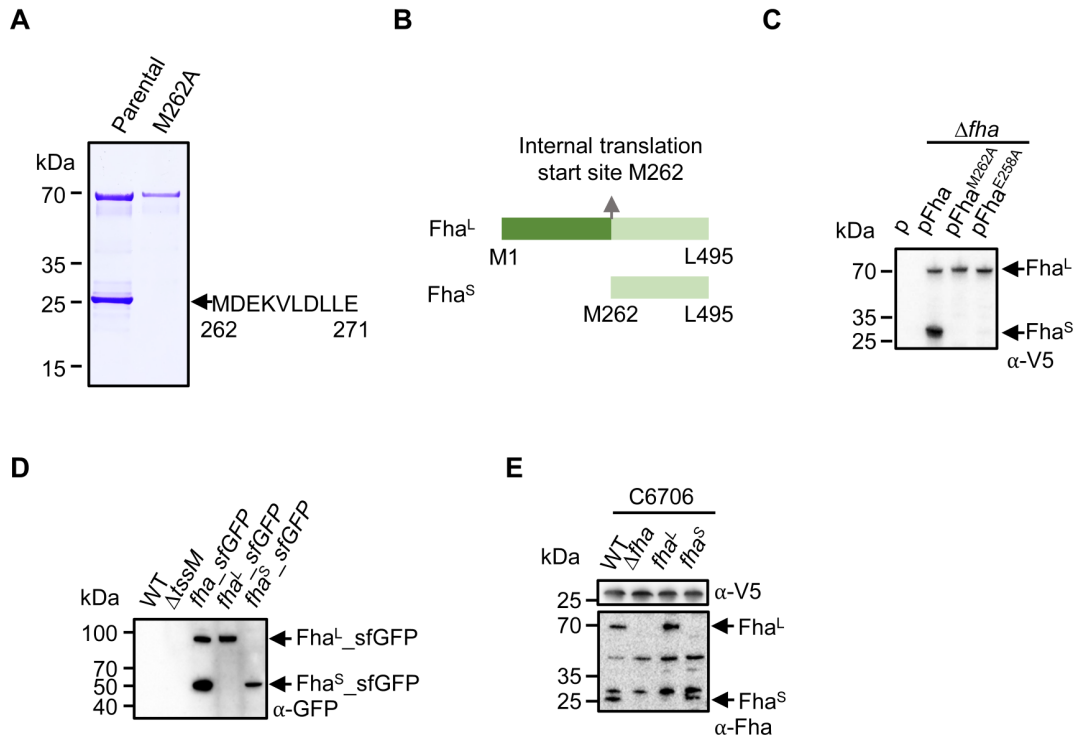 A
Parental
M262A
kDa
70
35
25
15
MDEKVLDLLE
262 271
B
Internal translation
start site M262
Fhaᴸ
M1 L495
Fhaˢ
M262 L495
C
Δfha
p
pFha
pFhaM262A
pFhaE258A
kDa
70
35
25
Fhaᴸ
Fhaˢ
α-V5
D
WT
ΔtssM
fha_sfGFP
fhaᴸ_sfGFP
fhaˢ_sfGFP
kDa
100
70
50
40
Fhaᴸ_sfGFP
Fhaˢ_sfGFP
α-GFP
E
C6706
WT
Δfha
fhaᴸ
fhaˢ
kDa
25
α-V5
70
35
25
Fhaᴸ
Fhaˢ
α-Fha